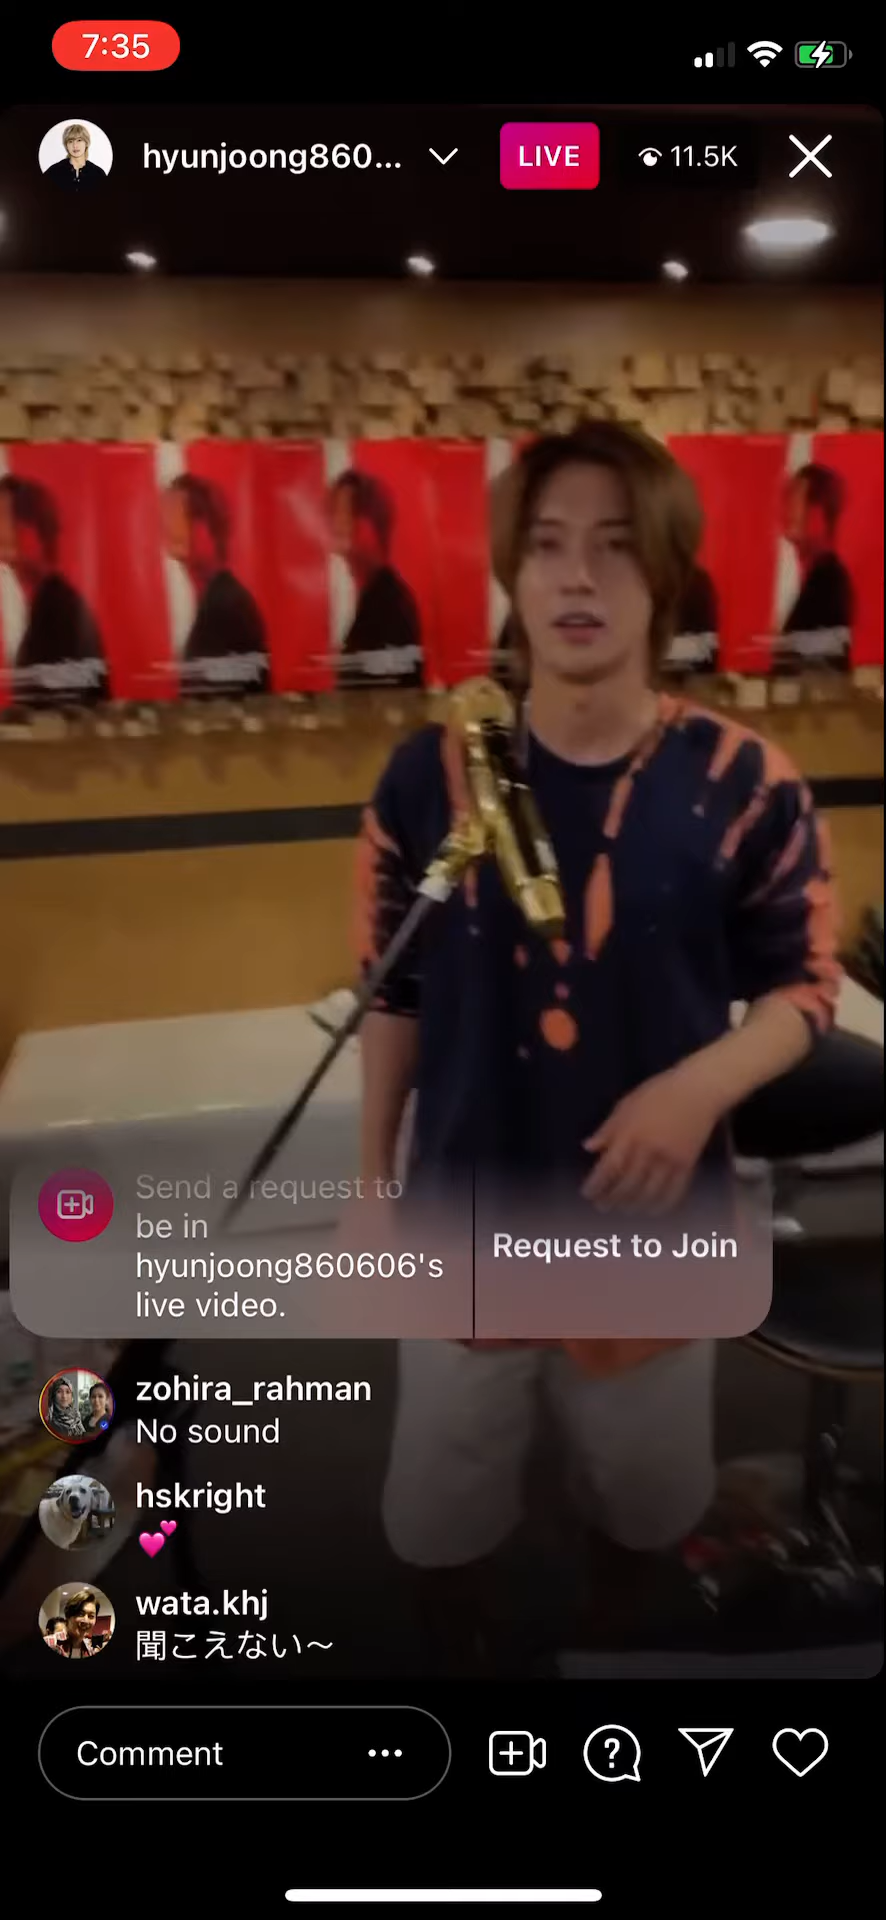 7:35
hyunjoong860...
LIVE
11.5K
Send a request to
be in
hyunjoong860606's
live video.
Request to Join
zohira_rahman
No sound
hskright
💕
wata.khj
聞こえない〜
Comment